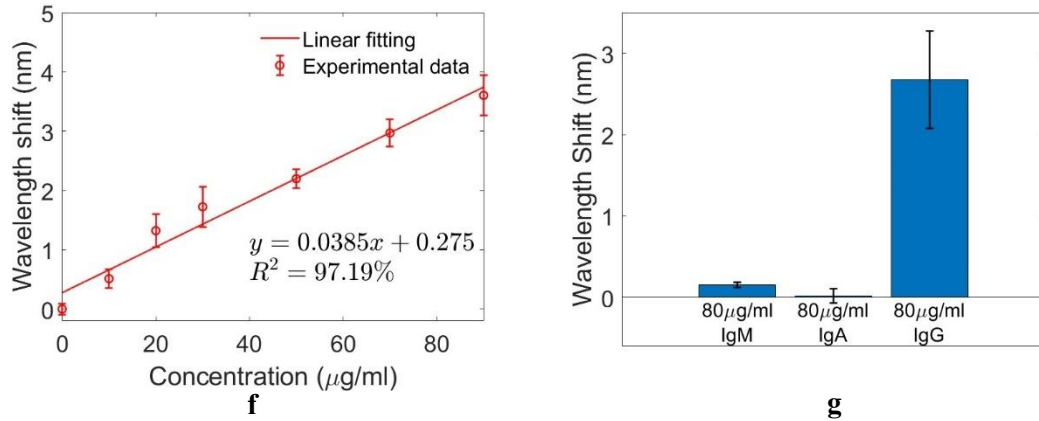 5
4
3
2
1
0
Wavelength shift (nm)
Linear fitting
Experimental data
y = 0.0385x + 0.275
R² = 97.19%
0 20 40 60 80
Concentration (μg/ml)
f
3
2
1
0
Wavelength Shift (nm)
80μg/ml 80μg/ml 80μg/ml
IgM IgA IgG
g